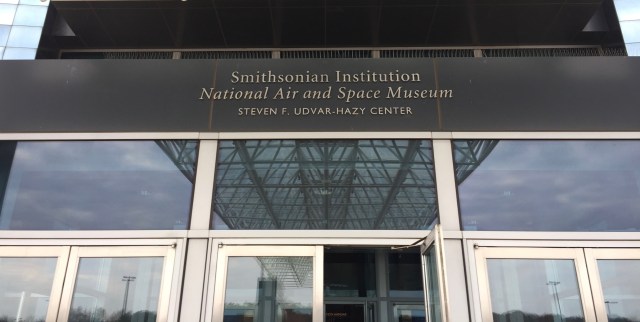 Smithsonian Institution
National Air and Space Museum
STEVEN F. UDVAR-HAZY CENTER